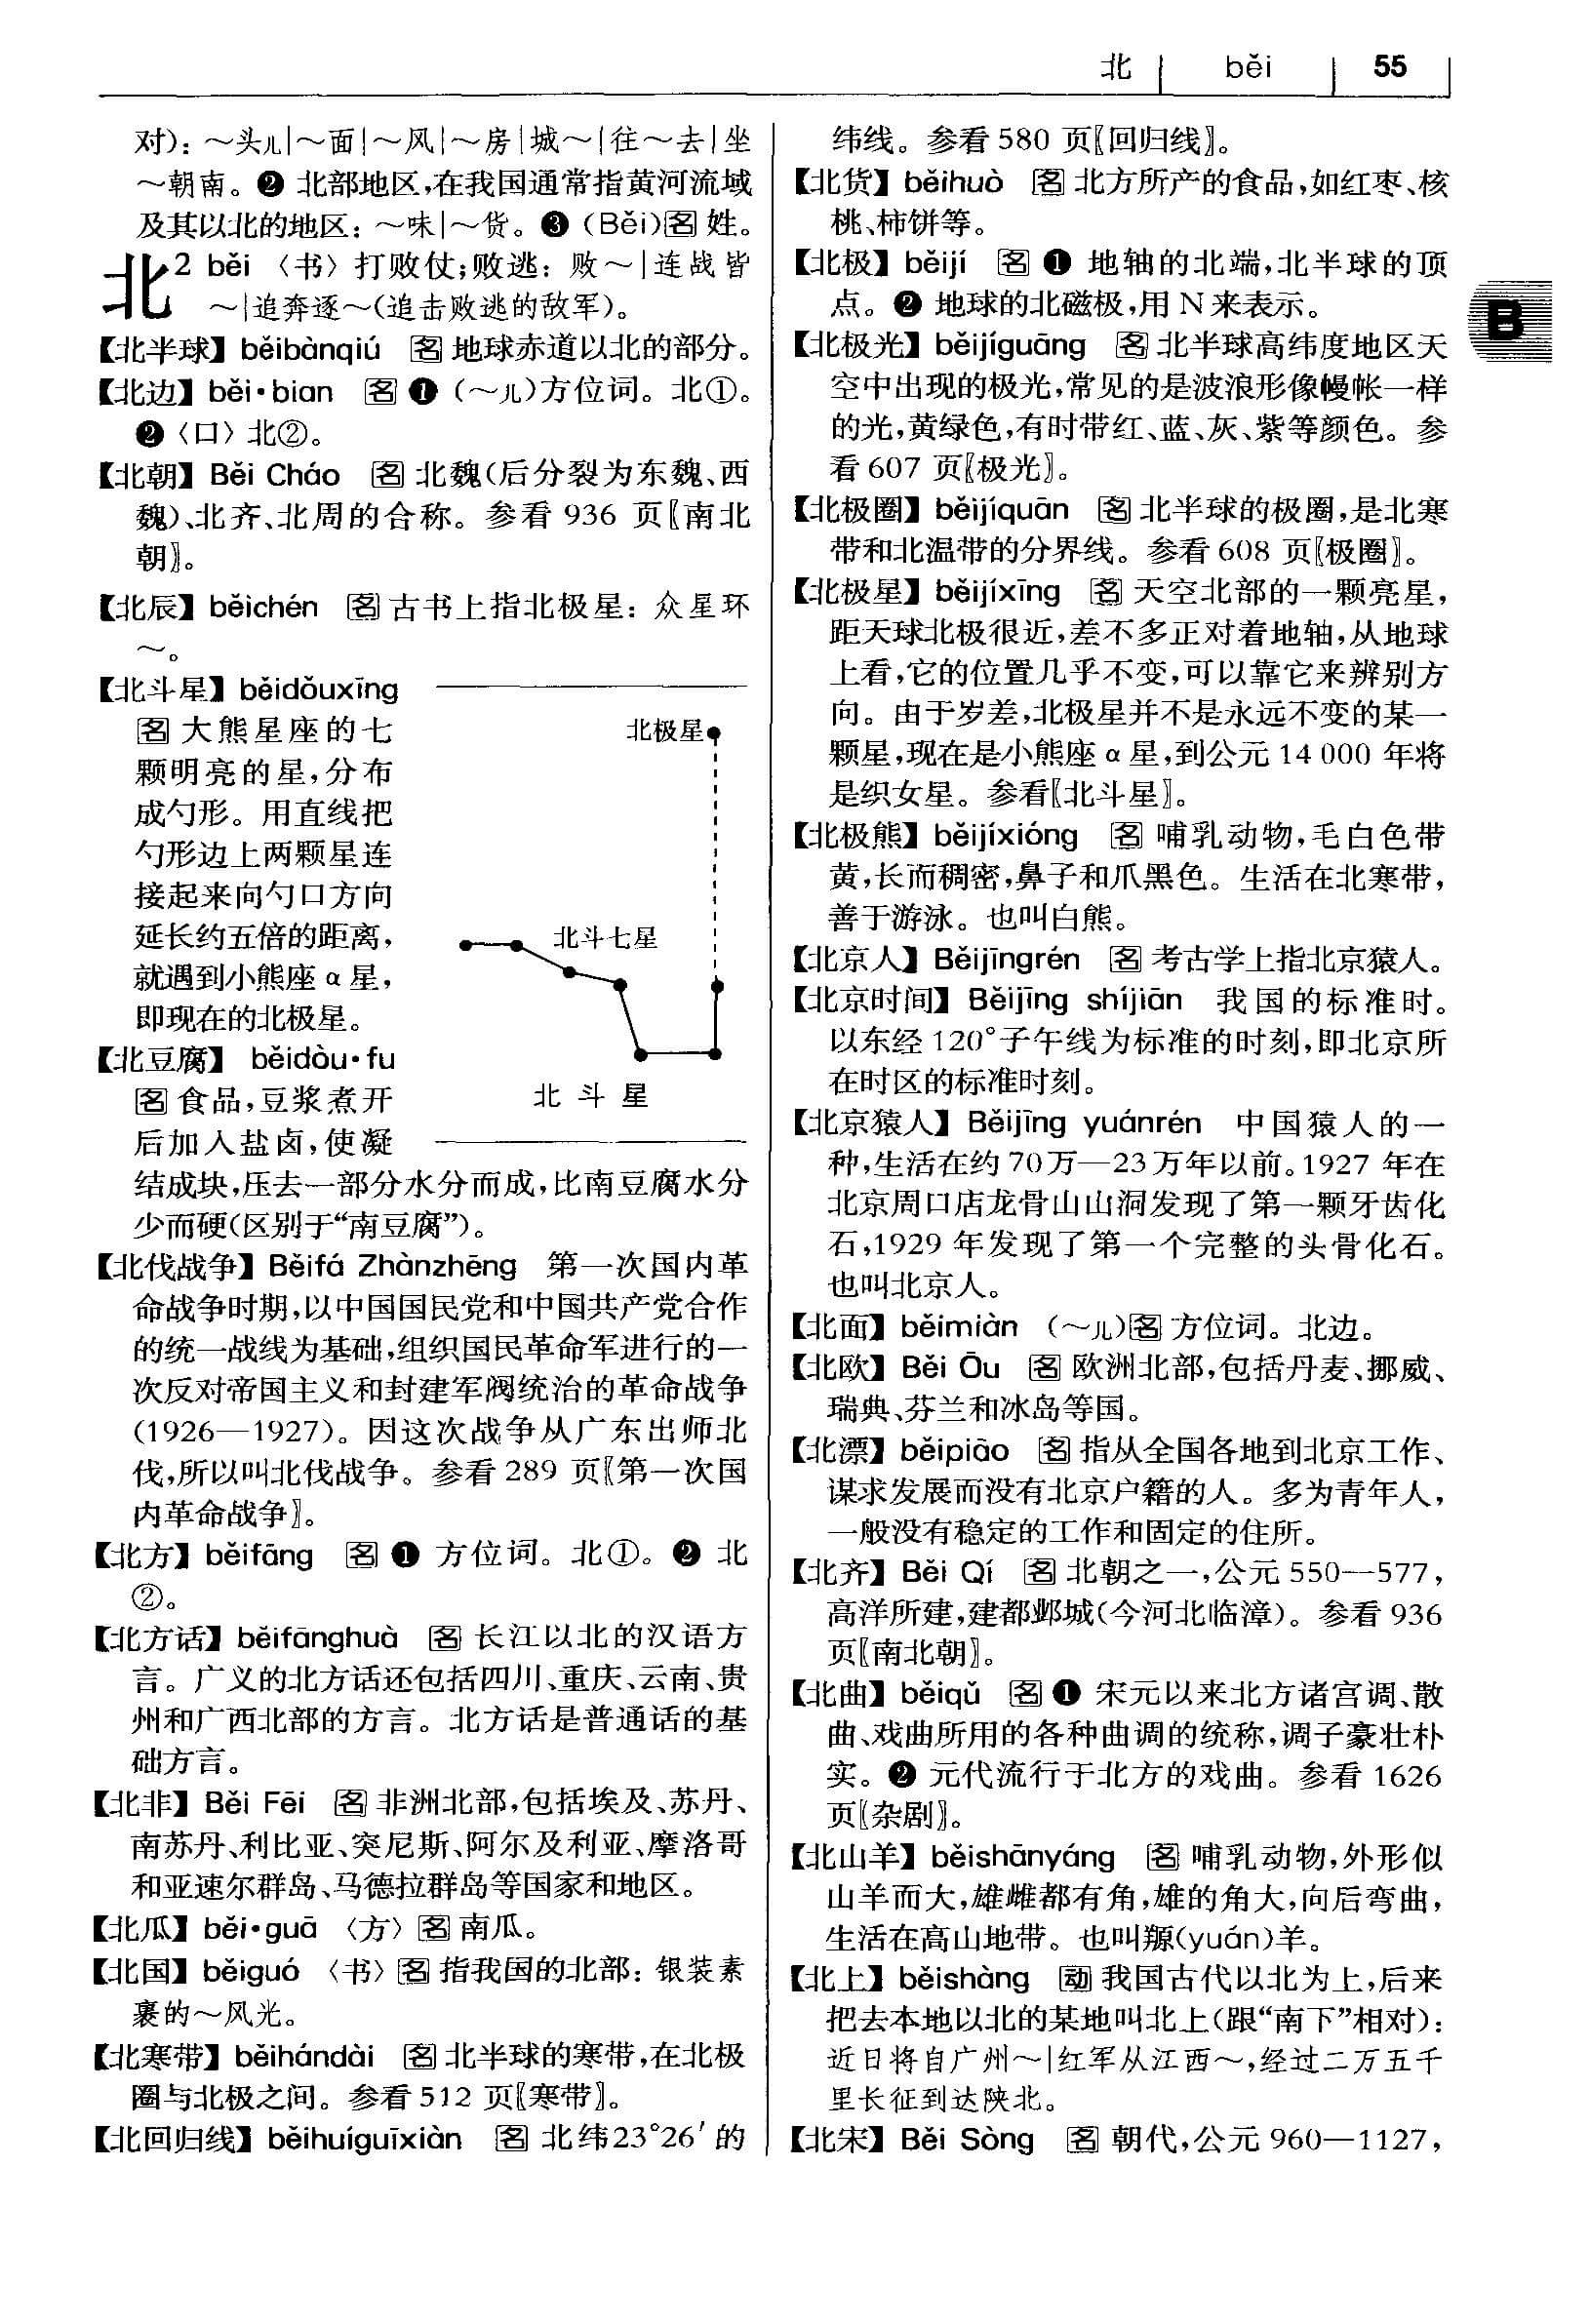 北 běi 55
对）：～头儿|～面|～风|～房|城～|往～去|坐
～朝南。❷ 北部地区，在我国通常指黄河流域
及其以北的地区：～味|～货。❸（Běi）名 姓。
北² běi 〈书〉打败仗；败逃：败～|连战皆
～|追奔逐～（追击败逃的敌军）。
【北半球】běibànqiú 名 地球赤道以北的部分。
【北边】běi·bian 名 ❶（～儿）方位词。北①。
❷〈口〉北②。
【北朝】Běi Cháo 名 北魏（后分裂为东魏、西
魏）、北齐、北周的合称。参看 936 页〖南北
朝〗。
【北辰】běichén 名 古书上指北极星：众星环
～。
【北斗星】běidǒuxīng
名 大熊星座的七
颗明亮的星，分布
成勺形。用直线把
勺形边上两颗星连
接起来向勺口方向
延长约五倍的距离，
就遇到小熊座 α 星，
即现在的北极星。
北极星
北斗七星
北 斗 星
【北豆腐】 běidòu·fu
名 食品，豆浆煮开
后加入盐卤，使凝
结成块，压去一部分水分而成，比南豆腐水分
少而硬（区别于“南豆腐”）。
【北伐战争】Běifá Zhànzhēng 第一次国内革
命战争时期，以中国国民党和中国共产党合作
的统一战线为基础，组织国民革命军进行的一
次反对帝国主义和封建军阀统治的革命战争
（1926—1927）。因这次战争从广东出师北
伐，所以叫北伐战争。参看 289 页〖第一次国
内革命战争〗。
【北方】běifāng 名 ❶ 方位词。北①。❷ 北
②。
【北方话】běifānghuà 名 长江以北的汉语方
言。广义的北方话还包括四川、重庆、云南、贵
州和广西北部的方言。北方话是普通话的基
础方言。
【北非】Běi Fēi 名 非洲北部，包括埃及、苏丹、
南苏丹、利比亚、突尼斯、阿尔及利亚、摩洛哥
和亚速尔群岛、马德拉群岛等国家和地区。
【北瓜】běi·guā 〈方〉名 南瓜。
【北国】běiguó 〈书〉名 指我国的北部：银装素
裹的～风光。
【北寒带】běihándài 名 北半球的寒带，在北极
圈与北极之间。参看 512 页〖寒带〗。
【北回归线】běihuíguīxiàn 名 北纬23°26′的
纬线。参看 580 页〖回归线〗。
【北货】běihuò 名 北方所产的食品，如红枣、核
桃、柿饼等。
【北极】běijí 名 ❶ 地轴的北端，北半球的顶
点。❷ 地球的北磁极，用 N 来表示。
【北极光】běijíguāng 名 北半球高纬度地区天
空中出现的极光，常见的是波浪形像幔帐一样
的光，黄绿色，有时带红、蓝、灰、紫等颜色。参
看 607 页〖极光〗。
【北极圈】běijíquān 名 北半球的极圈，是北寒
带和北温带的分界线。参看 608 页〖极圈〗。
【北极星】běijíxīng 名 天空北部的一颗亮星，
距天球北极很近，差不多正对着地轴，从地球
上看，它的位置几乎不变，可以靠它来辨别方
向。由于岁差，北极星并不是永远不变的某一
颗星，现在是小熊座 α 星，到公元 14 000 年将
是织女星。参看〖北斗星〗。
【北极熊】běijíxióng 名 哺乳动物，毛白色带
黄，长而稠密，鼻子和爪黑色。生活在北寒带，
善于游泳。也叫白熊。
【北京人】Běijīngrén 名 考古学上指北京猿人。
【北京时间】Běijīng shíjiān 我国的标准时。
以东经 120°子午线为标准的时刻，即北京所
在时区的标准时刻。
【北京猿人】Běijīng yuánrén 中国猿人的一
种，生活在约 70万—23万年以前。1927 年在
北京周口店龙骨山山洞发现了第一颗牙齿化
石，1929 年发现了第一个完整的头骨化石。
也叫北京人。
【北面】běimiàn （～儿）名 方位词。北边。
【北欧】Běi Ōu 名 欧洲北部，包括丹麦、挪威、
瑞典、芬兰和冰岛等国。
【北漂】běipiāo 名 指从全国各地到北京工作、
谋求发展而没有北京户籍的人。多为青年人，
一般没有稳定的工作和固定的住所。
【北齐】Běi Qí 名 北朝之一，公元 550—577，
高洋所建，建都邺城（今河北临漳）。参看 936
页〖南北朝〗。
【北曲】běiqǔ 名 ❶ 宋元以来北方诸宫调、散
曲、戏曲所用的各种曲调的统称，调子豪壮朴
实。❷ 元代流行于北方的戏曲。参看 1626
页〖杂剧〗。
【北山羊】běishānyáng 名 哺乳动物，外形似
山羊而大，雄雌都有角，雄的角大，向后弯曲，
生活在高山地带。也叫羱（yuán）羊。
【北上】běishàng 动 我国古代以北为上，后来
把去本地以北的某地叫北上（跟“南下”相对）：
近日将自广州～|红军从江西～，经过二万五千
里长征到达陕北。
【北宋】Běi Sòng 名 朝代，公元 960—1127，
B